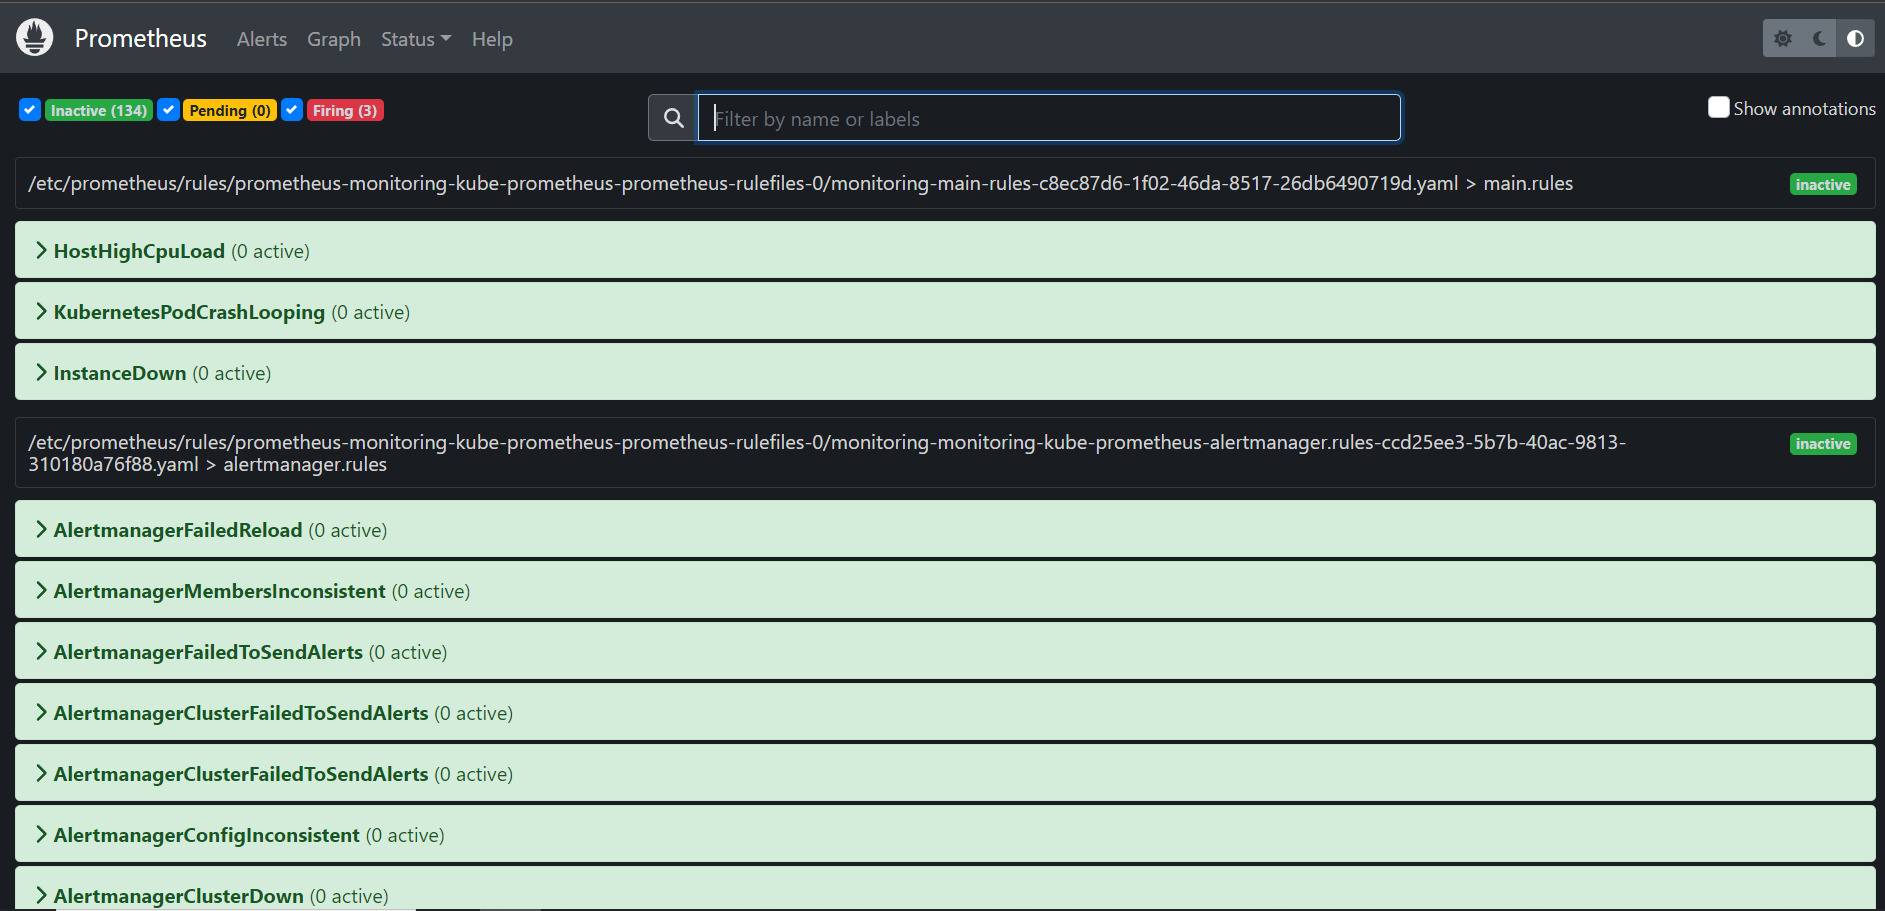 Prometheus Alerts Graph Status Help
Inactive (134) Pending (0) Firing (3) Filter by name or labels Show annotations
/etc/prometheus/rules/prometheus-monitoring-kube-prometheus-prometheus-rulefiles-0/monitoring-main-rules-c8ec87d6-1f02-46da-8517-26db6490719d.yaml > main.rules inactive
HostHighCpuLoad (0 active)
KubernetesPodCrashLooping (0 active)
InstanceDown (0 active)
/etc/prometheus/rules/prometheus-monitoring-kube-prometheus-prometheus-rulefiles-0/monitoring-monitoring-kube-prometheus-alertmanager.rules-ccd25ee3-5b7b-40ac-9813- inactive
310180a76f88.yaml > alertmanager.rules
AlertmanagerFailedReload (0 active)
AlertmanagerMembersInconsistent (0 active)
AlertmanagerFailedToSendAlerts (0 active)
AlertmanagerClusterFailedToSendAlerts (0 active)
AlertmanagerClusterFailedToSendAlerts (0 active)
AlertmanagerConfigInconsistent (0 active)
AlertmanagerClusterDown (0 active)